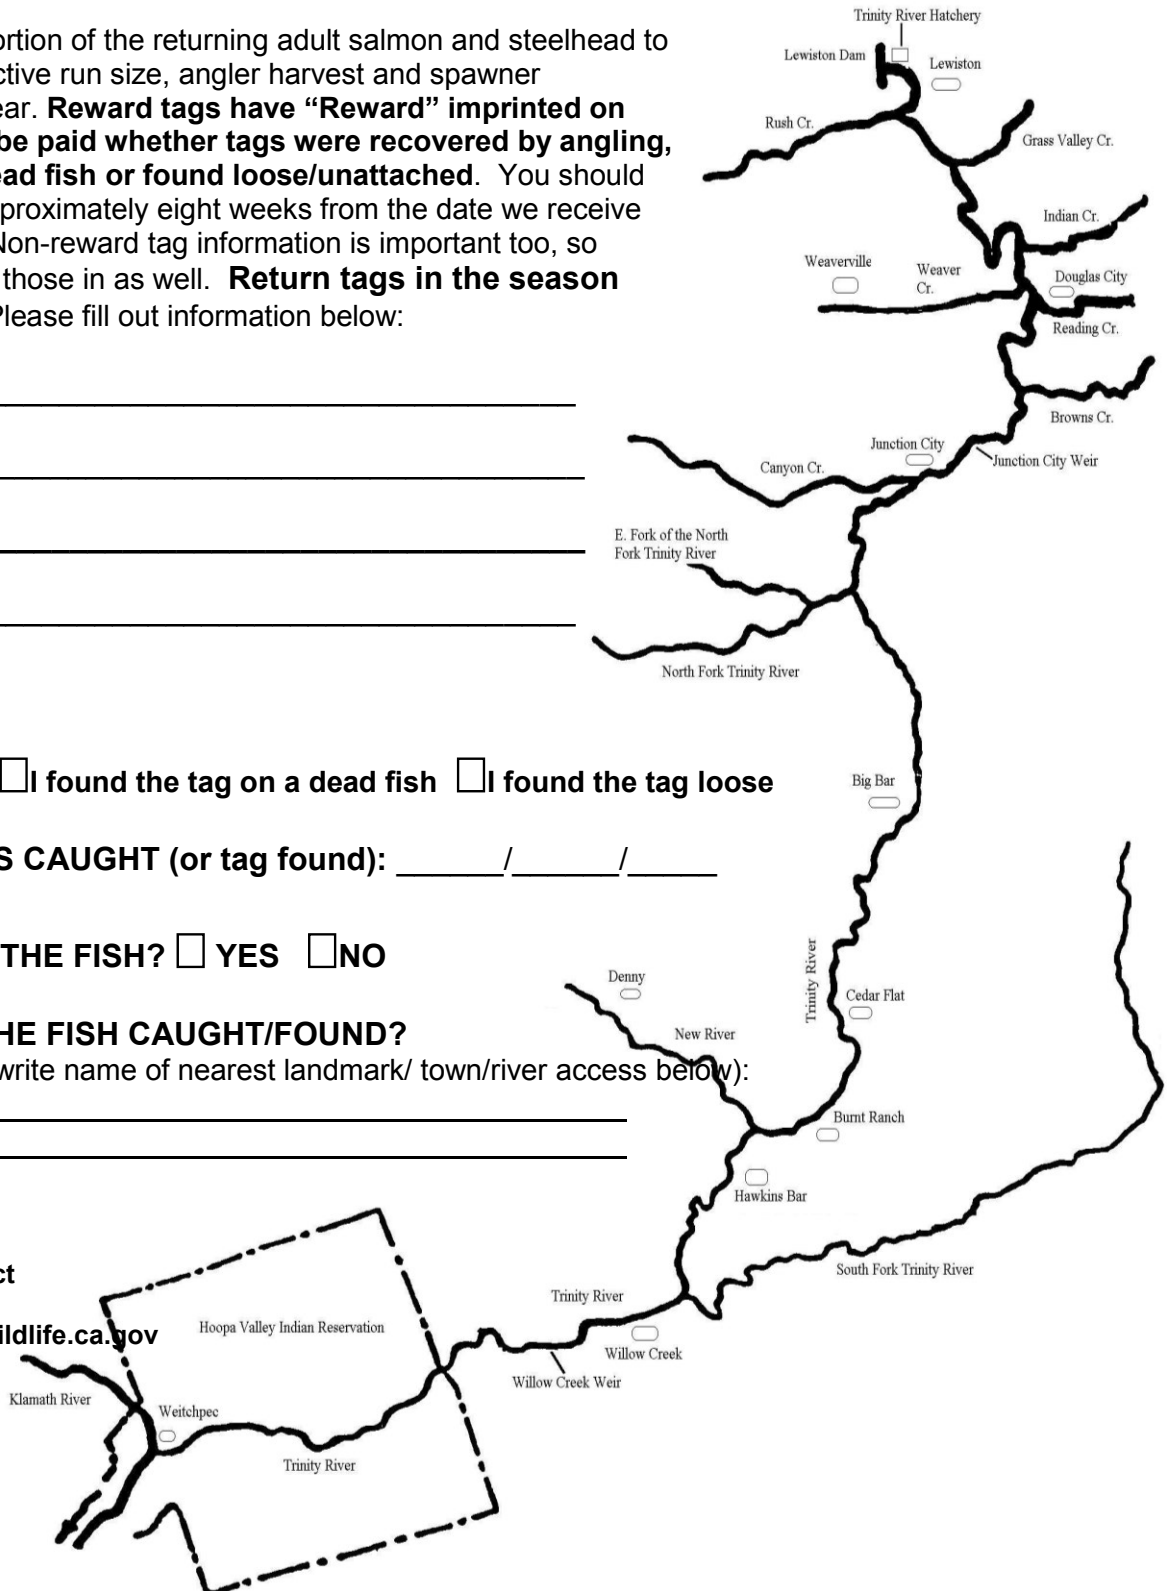 ortion of the returning adult salmon and steelhead to
ctive run size, angler harvest and spawner
ear. Reward tags have “Reward” imprinted on
be paid whether tags were recovered by angling,
ead fish or found loose/unattached. You should
proximately eight weeks from the date we receive
Non-reward tag information is important too, so
those in as well. Return tags in the season
Please fill out information below:
I found the tag on a dead fish I found the tag loose
S CAUGHT (or tag found): ______/______/_____
THE FISH? YES NO
HE FISH CAUGHT/FOUND?
write name of nearest landmark/ town/river access below):
ct
ildlife.ca.gov
Trinity River Hatchery
Lewiston Dam
Lewiston
Rush Cr.
Grass Valley Cr.
Indian Cr.
Weaverville
Weaver
Cr.
Douglas City
Reading Cr.
Browns Cr.
Junction City
Junction City Weir
Canyon Cr.
E. Fork of the North
Fork Trinity River
North Fork Trinity River
Big Bar
Trinity River
Cedar Flat
Denny
New River
Burnt Ranch
Hawkins Bar
South Fork Trinity River
Trinity River
Willow Creek
Willow Creek Weir
Hoopa Valley Indian Reservation
Klamath River
Weitchpec
Trinity River